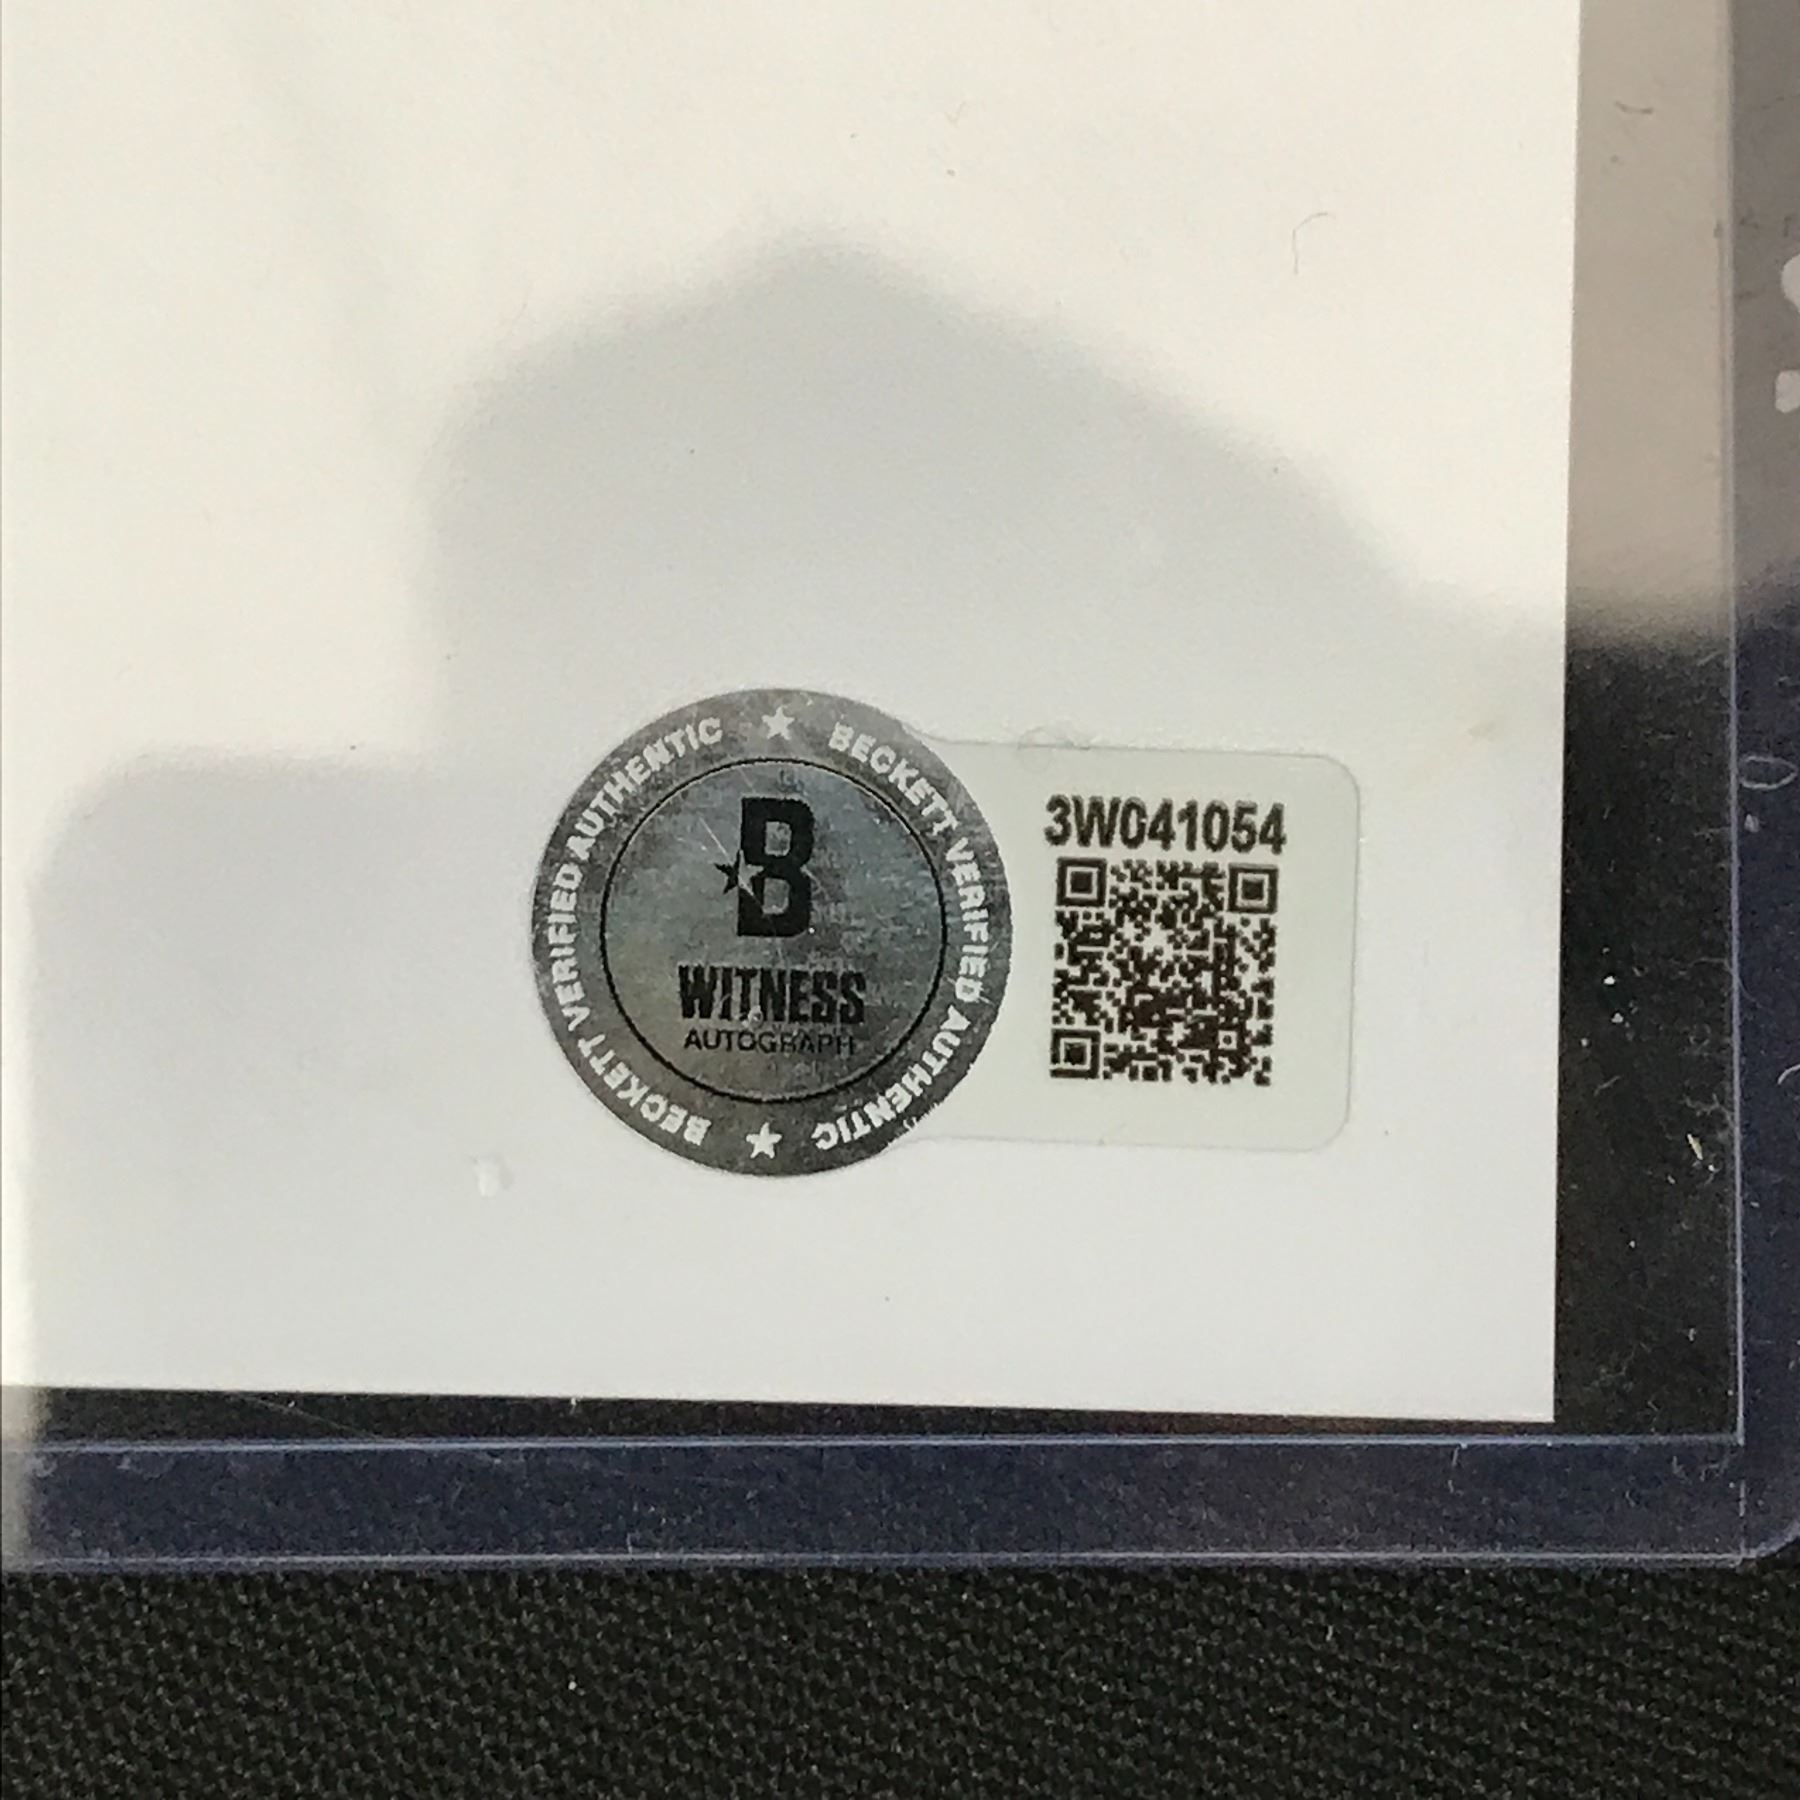 BECKETT VERIFIED AUTHENTIC ★ BECKETT VERIFIED AUTHENTIC ★
B
WITNESS
AUTOGRAPH
3W041054